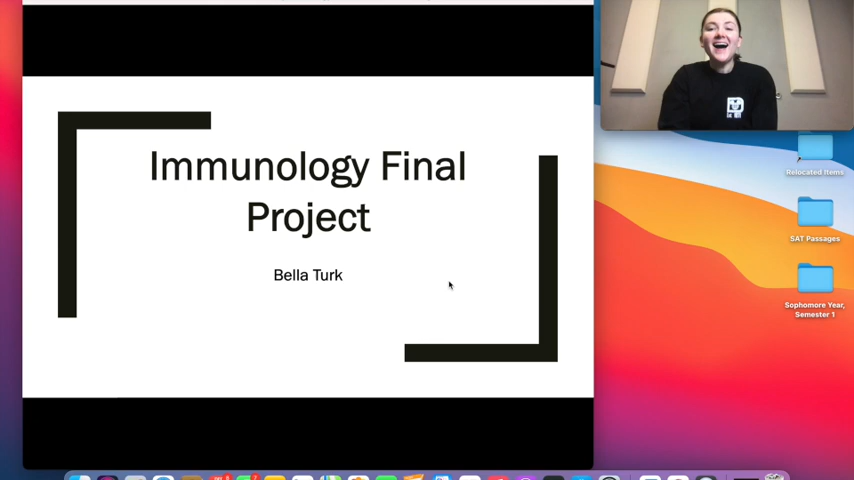 Immunology Final
Project
Bella Turk
Relocated Items
SAT Passages
Sophomore Year,
Semester 1